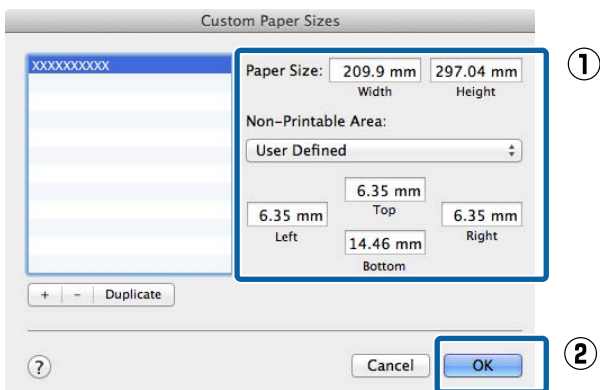 Custom Paper Sizes
XXXXXXXXXX
Paper Size: 209.9 mm 297.04 mm
Width Height
Non-Printable Area:
User Defined
6.35 mm
Top
6.35 mm 6.35 mm
Left Right
14.46 mm
Bottom
+ - Duplicate
? Cancel OK
①
②